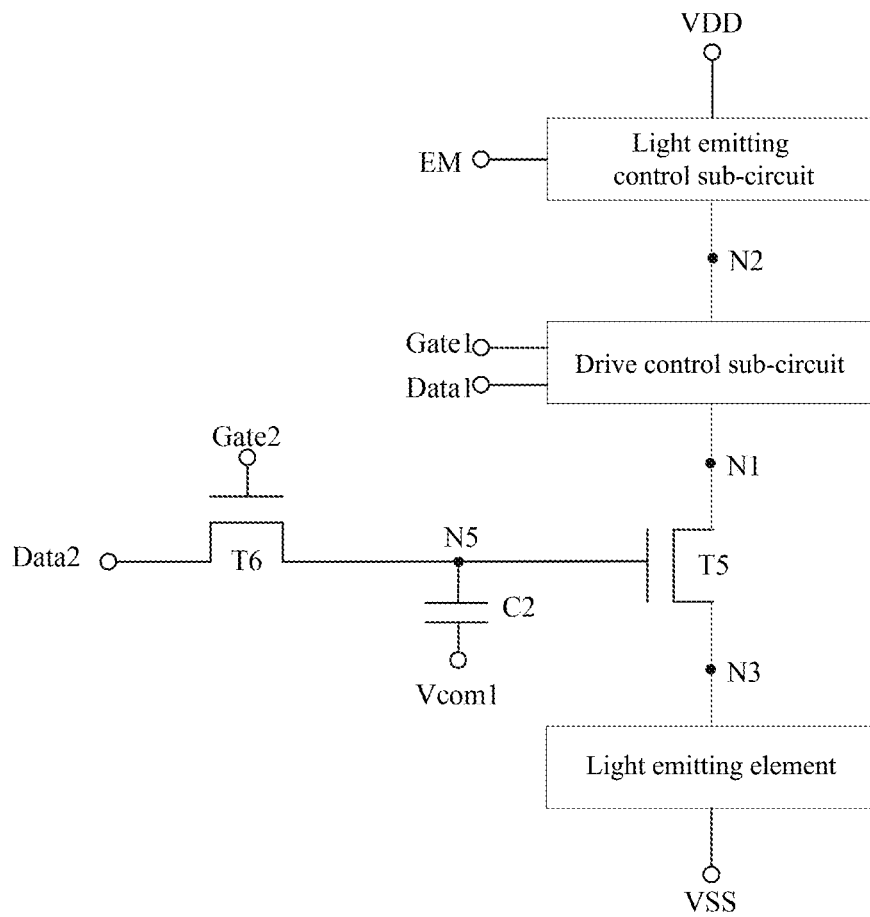 VDD
Light emitting
control sub-circuit
EM
N2
Gate1
Drive control sub-circuit
Data1
Gate2
N1
N5
Data2
T6
T5
C2
N3
Vcom1
Light emitting element
VSS